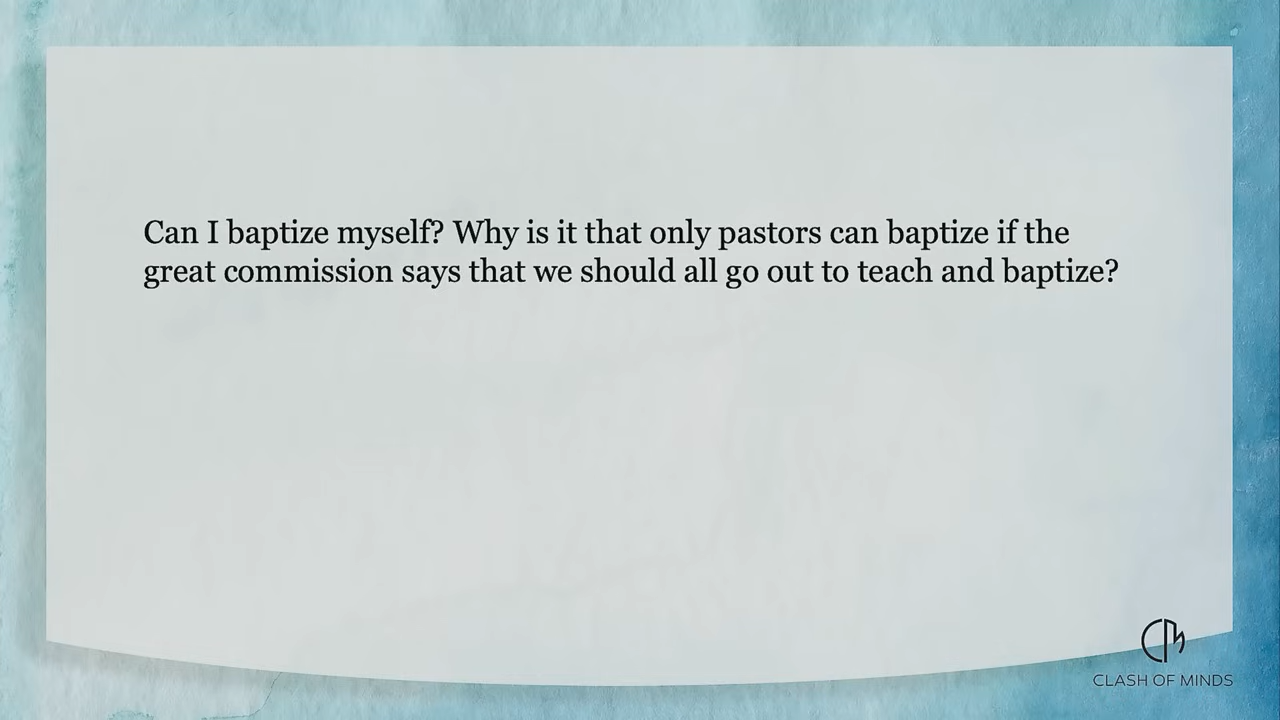 Can I baptize myself? Why is it that only pastors can baptize if the
great commission says that we should all go out to teach and baptize?
CLASH OF MINDS